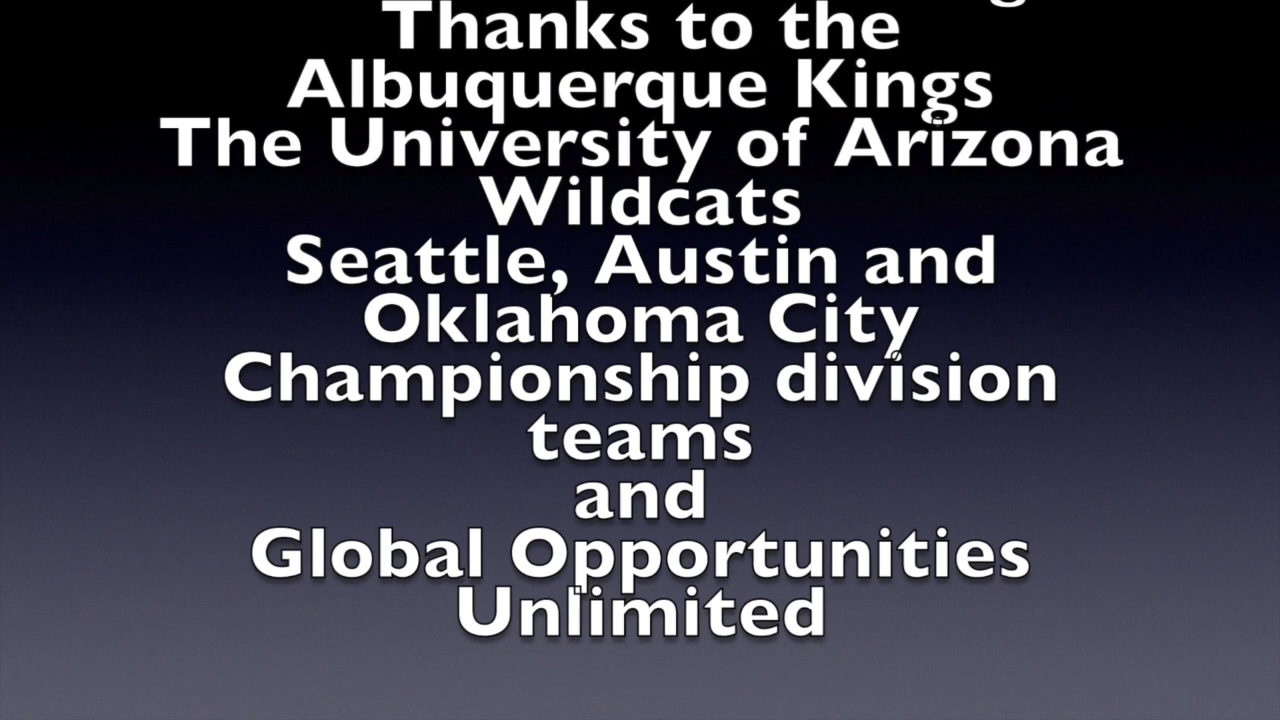 Thanks to the
Albuquerque Kings
The University of Arizona
Wildcats
Seattle, Austin and
Oklahoma City
Championship division
teams
and
Global Opportunities
Unlimited